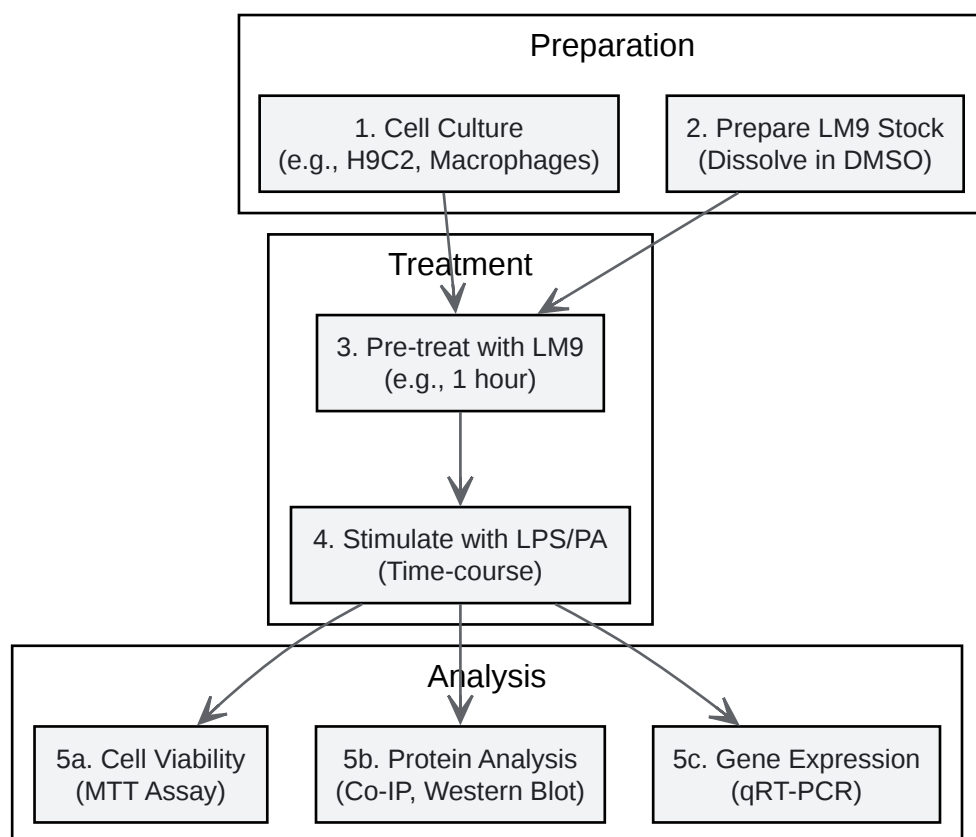 Preparation
1. Cell Culture
(e.g., H9C2, Macrophages)
2. Prepare LM9 Stock
(Dissolve in DMSO)
Treatment
3. Pre-treat with LM9
(e.g., 1 hour)
4. Stimulate with LPS/PA
(Time-course)
Analysis
5a. Cell Viability
(MTT Assay)
5b. Protein Analysis
(Co-IP, Western Blot)
5c. Gene Expression
(qRT-PCR)